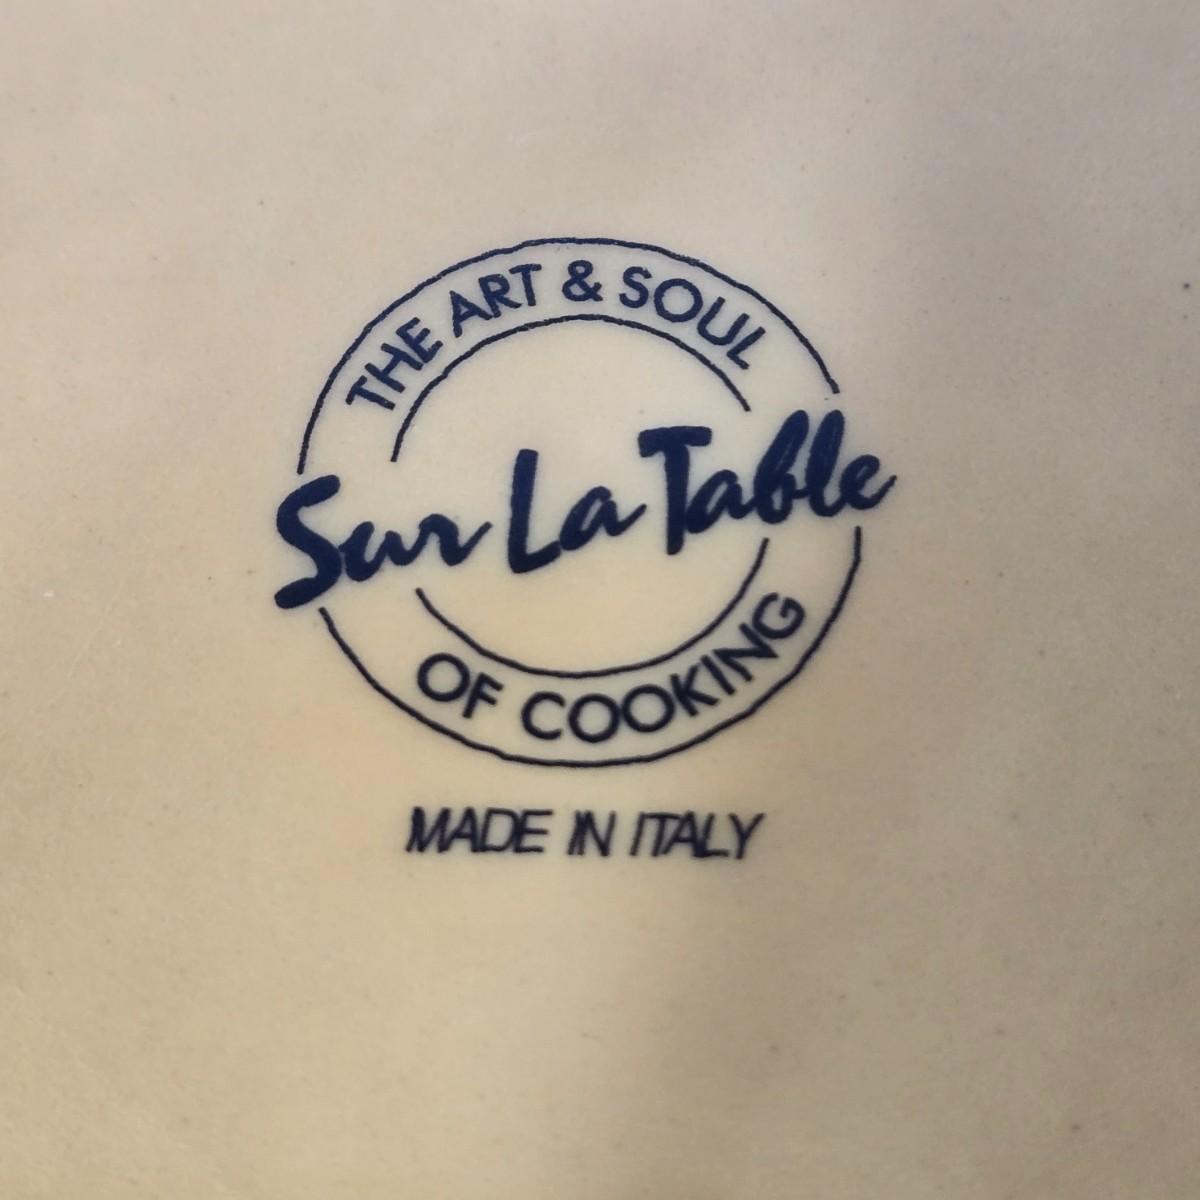 THE ART & SOUL
Sur La Table
OF COOKING
MADE IN ITALY